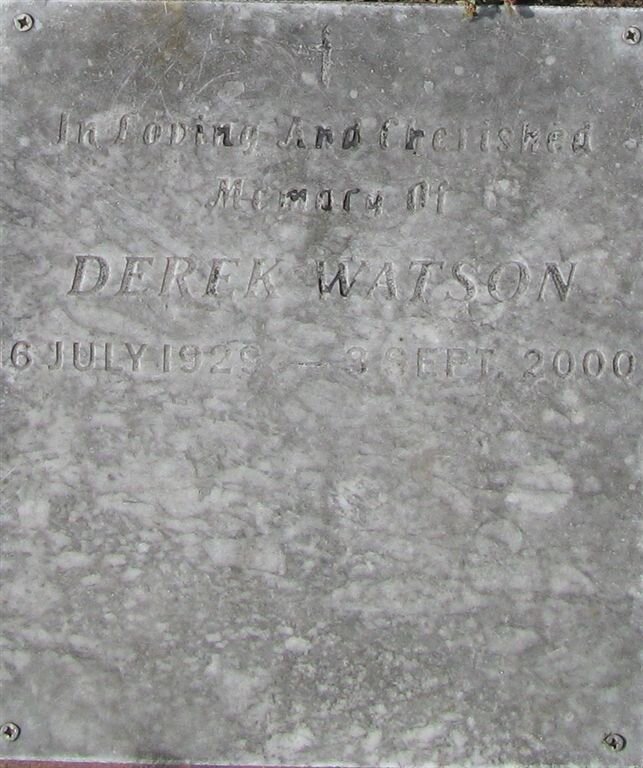 In Loving And Cherished
Memory Of
DEREK WATSON
6 JULY 1929 — 3 SEPT. 2000